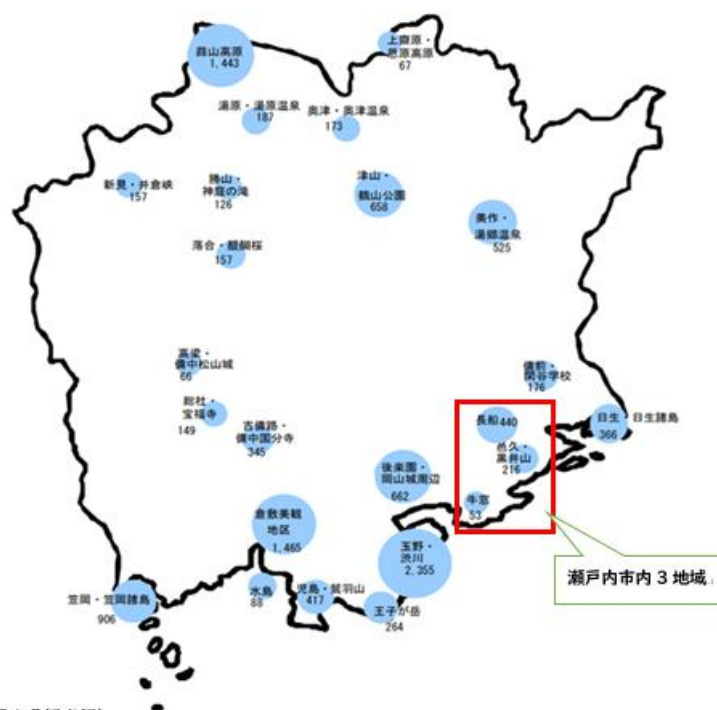 蒜山高原
1,443
上齋原・
恩原高原
67
湯原・湯原温泉
187
奥津・奥津温泉
173
新見・井倉峡
157
勝山・
神庭の滝
126
津山・
鶴山公園
658
美作・
湯郷温泉
525
落合・醍醐桜
157
高梁・
備中松山城
66
備前・
閑谷学校
176
総社・
宝福寺
149
吉備路・
備中国分寺
345
長船440
日生・日生諸島
366
邑久・
黒井山
216
後楽園・
岡山城周辺
662
牛窓
53
倉敷美観
地区
1,465
玉野・
渋川
2,355
瀬戸内市内3地域
笠岡・笠岡諸島
906
水島
88
児島・鷲羽山
417
王子が岳
264